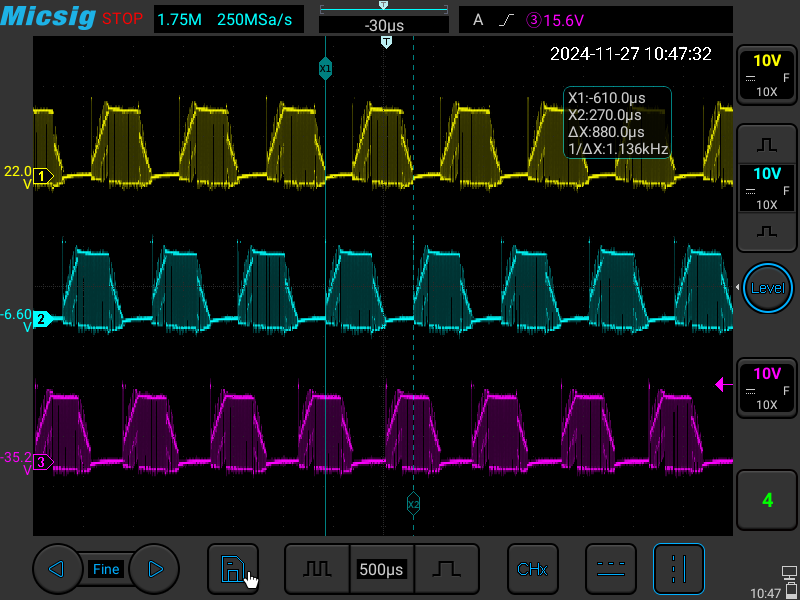 Micsig STOP 1.75M 250MSa/s -30µs A ③ 15.6V
T
T
2024-11-27 10:47:32
X1
X1:-610.0µs
X2:270.0µs
ΔX:880.0µs
1/ΔX:1.136kHz
22.0
V
1
-6.60
V
2
-35.2
V
3
X2
10V
F
10X
10V
F
10X
Level
10V
F
10X
4
Fine
500µs
CHx
10:47